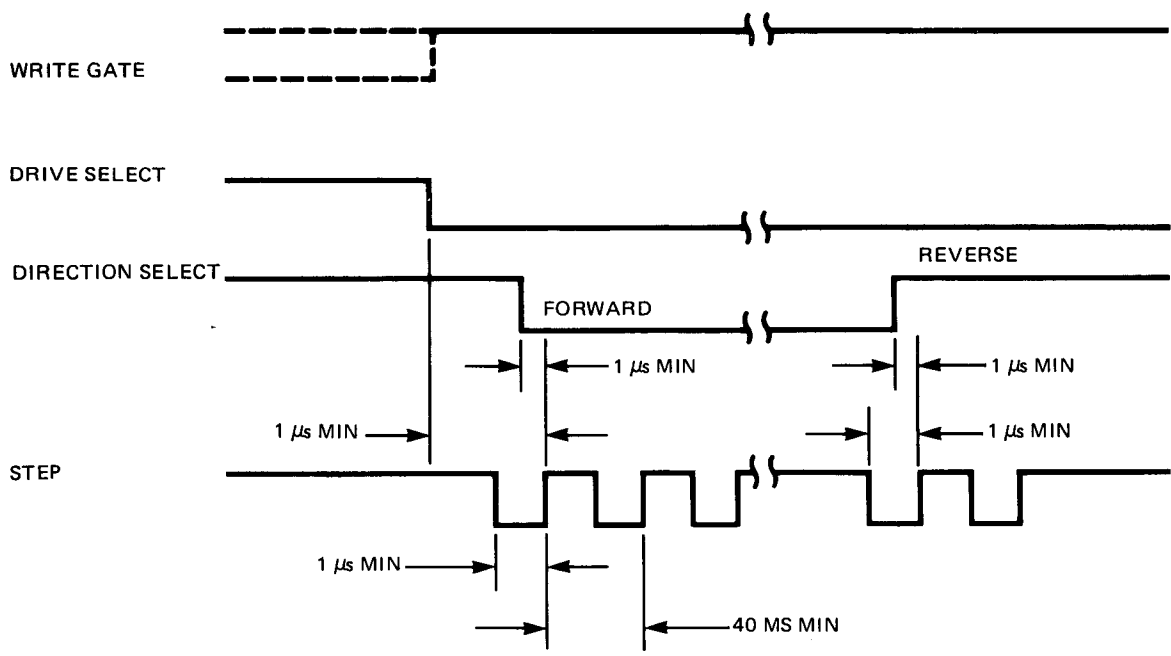 WRITE GATE
DRIVE SELECT
REVERSE
DIRECTION SELECT
FORWARD
1 μs MIN
1 μs MIN
1 μs MIN
1 μs MIN
STEP
1 μs MIN
40 MS MIN